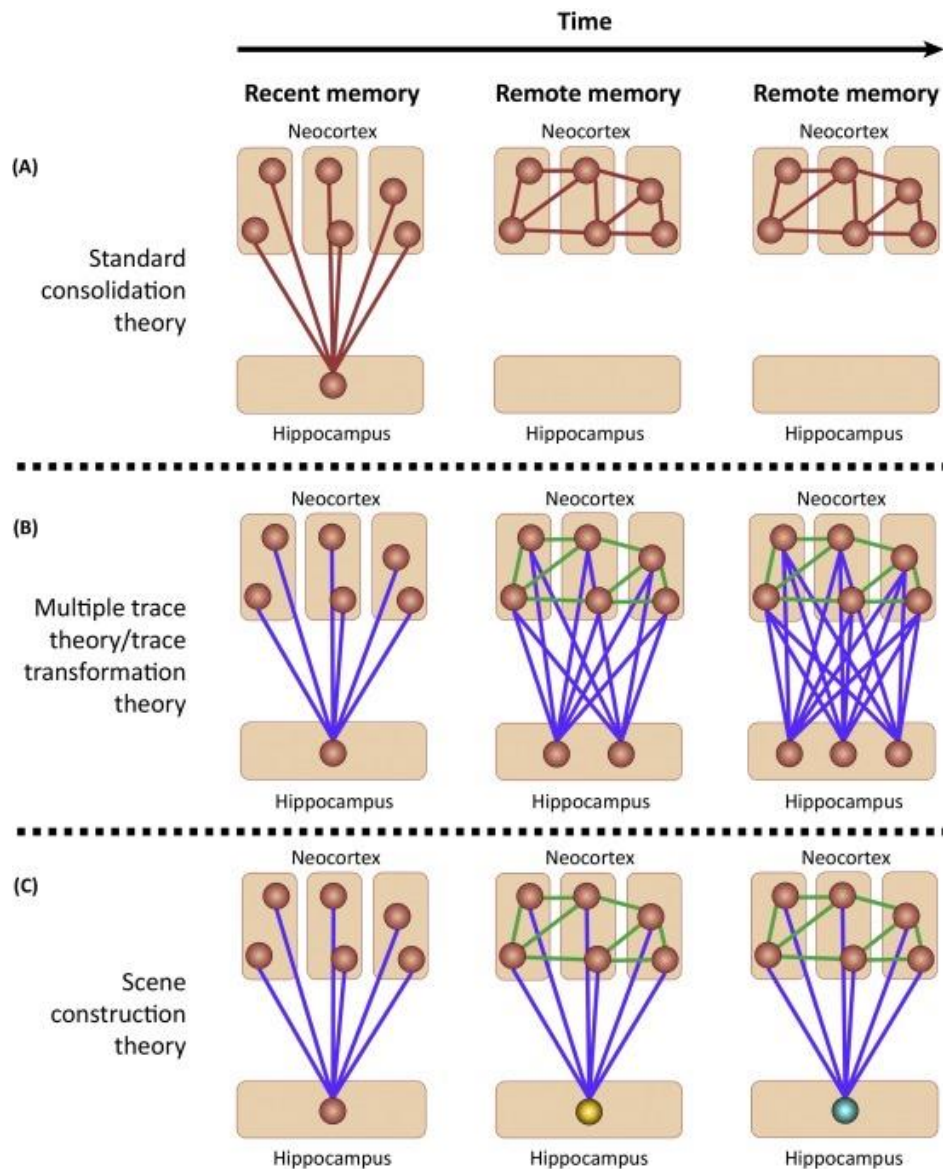 Time
Recent memory
Remote memory
Remote memory
(A)
Neocortex
Neocortex
Neocortex
Standard
consolidation
theory
Hippocampus
Hippocampus
Hippocampus
(B)
Neocortex
Neocortex
Neocortex
Multiple trace
theory/trace
transformation
theory
Hippocampus
Hippocampus
Hippocampus
(C)
Neocortex
Neocortex
Neocortex
Scene
construction
theory
Hippocampus
Hippocampus
Hippocampus